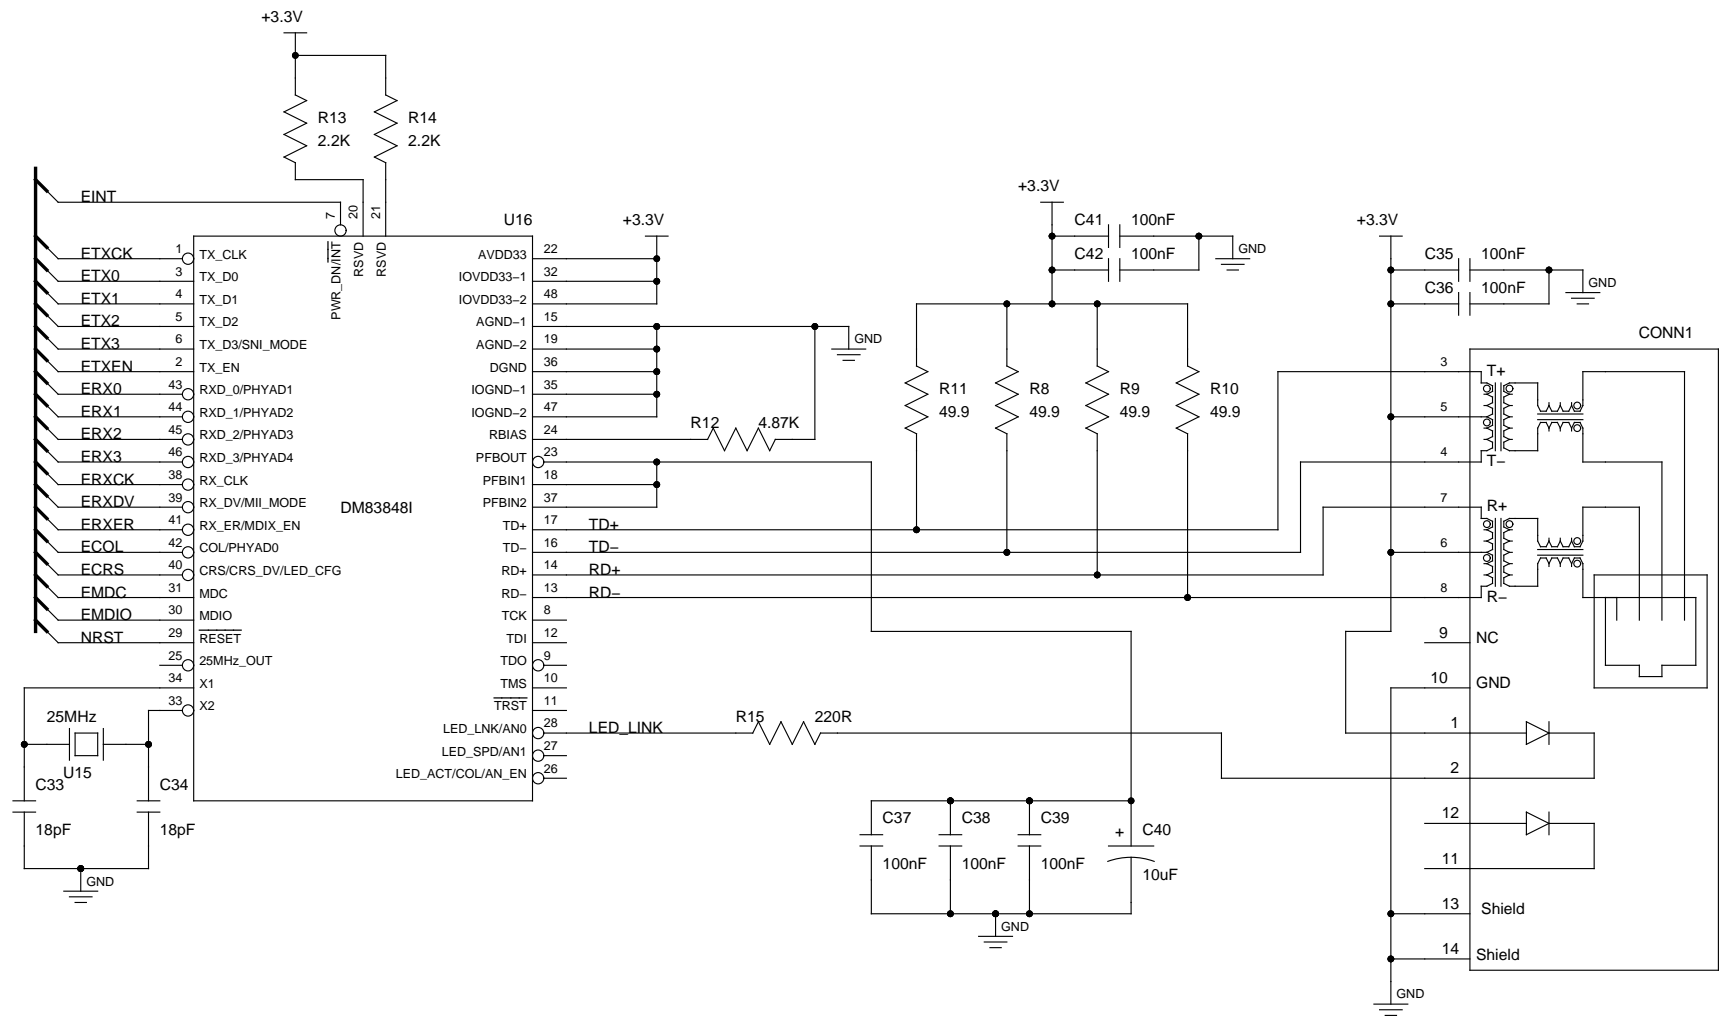 +3.3V
R13
2.2K
R14
2.2K
EINT
7
20
21
PWR_DN/INT
RSVD
RSVD
U16
DM83848I
ETXCK 1 TX_CLK
ETX0 3 TX_D0
ETX1 4 TX_D1
ETX2 5 TX_D2
ETX3 6 TX_D3/SNI_MODE
ETXEN 2 TX_EN
ERX0 43 RXD_0/PHYAD1
ERX1 44 RXD_1/PHYAD2
ERX2 45 RXD_2/PHYAD3
ERX3 46 RXD_3/PHYAD4
ERXCK 38 RX_CLK
ERXDV 39 RX_DV/MII_MODE
ERXER 41 RX_ER/MDIX_EN
ECOL 42 COL/PHYAD0
ECRS 40 CRS/CRS_DV/LED_CFG
EMDC 31 MDC
EMDIO 30 MDIO
NRST 29 RESET
25 25MHz_OUT
34 X1
33 X2
25MHz
U15
C33
18pF
C34
18pF
GND
+3.3V
AVDD33 22
IOVDD33−1 32
IOVDD33−2 48
AGND−1 15
AGND−2 19
DGND 36
IOGND−1 35
IOGND−2 47
RBIAS 24
PFBOUT 23
PFBIN1 18
PFBIN2 37
TD+ 17 TD+
TD− 16 TD−
RD+ 14 RD+
RD− 13 RD−
TCK 8
TDI 12
TDO 9
TMS 10
TRST 11
LED_LNK/AN0 28 LED_LINK
LED_SPD/AN1 27
LED_ACT/COL/AN_EN 26
GND
R12 4.87K
R15 220R
+3.3V
C41 100nF
C42 100nF
GND
R11
49.9
R8
49.9
R9
49.9
R10
49.9
C37
100nF
C38
100nF
C39
100nF
+
C40
10uF
GND
+3.3V
C35 100nF
C36 100nF
GND
CONN1
3 T+
5
4 T−
7 R+
6
8 R−
9 NC
10 GND
1
2
12
11
13 Shield
14 Shield
GND